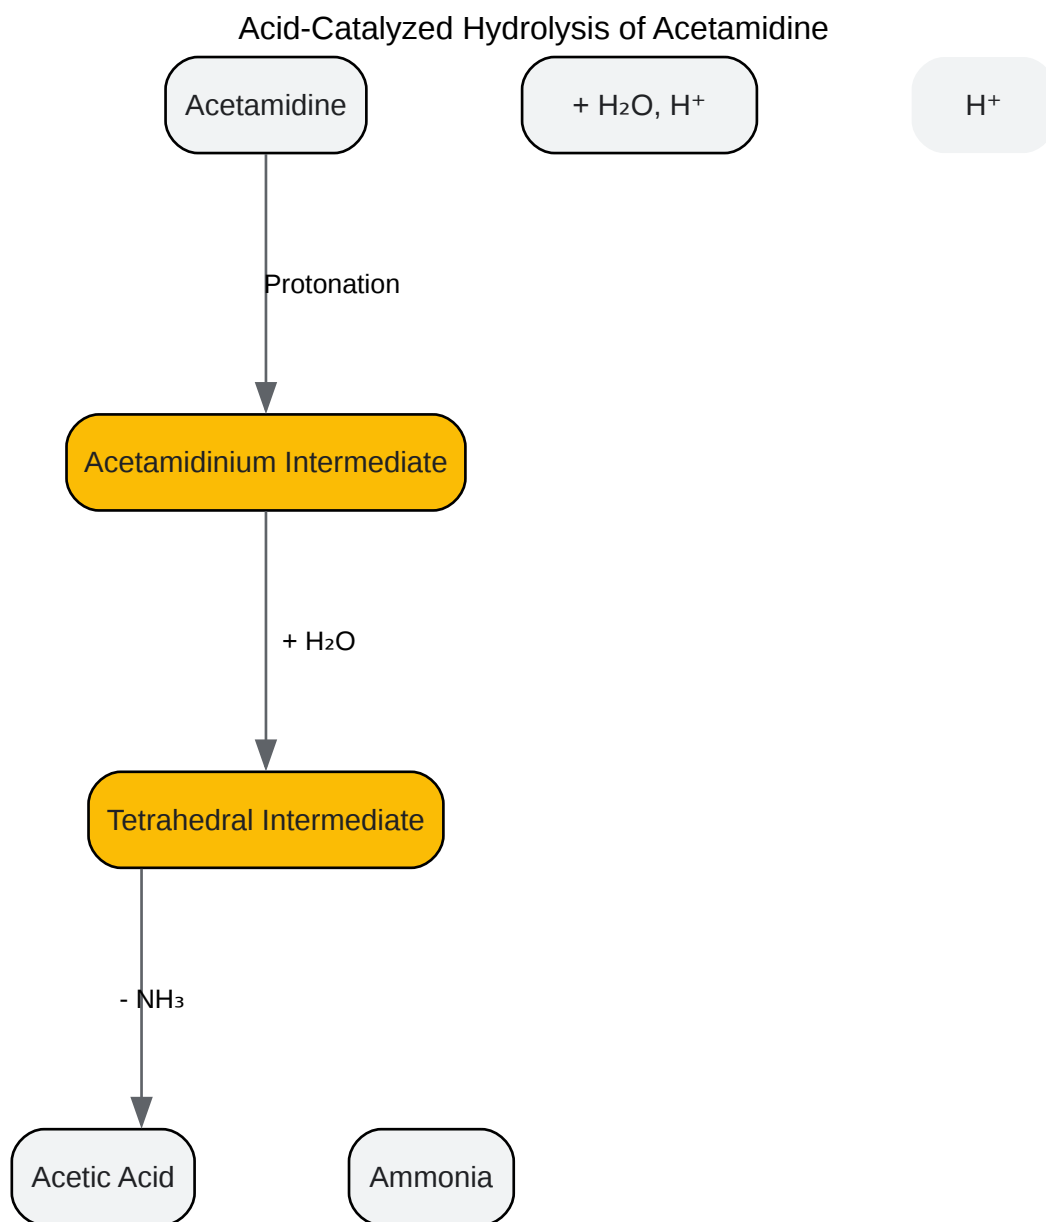 Acid-Catalyzed Hydrolysis of Acetamidine
Acetamidine
+ H₂O, H⁺
H⁺
Protonation
Acetamidinium Intermediate
+ H₂O
Tetrahedral Intermediate
- NH₃
Acetic Acid
Ammonia